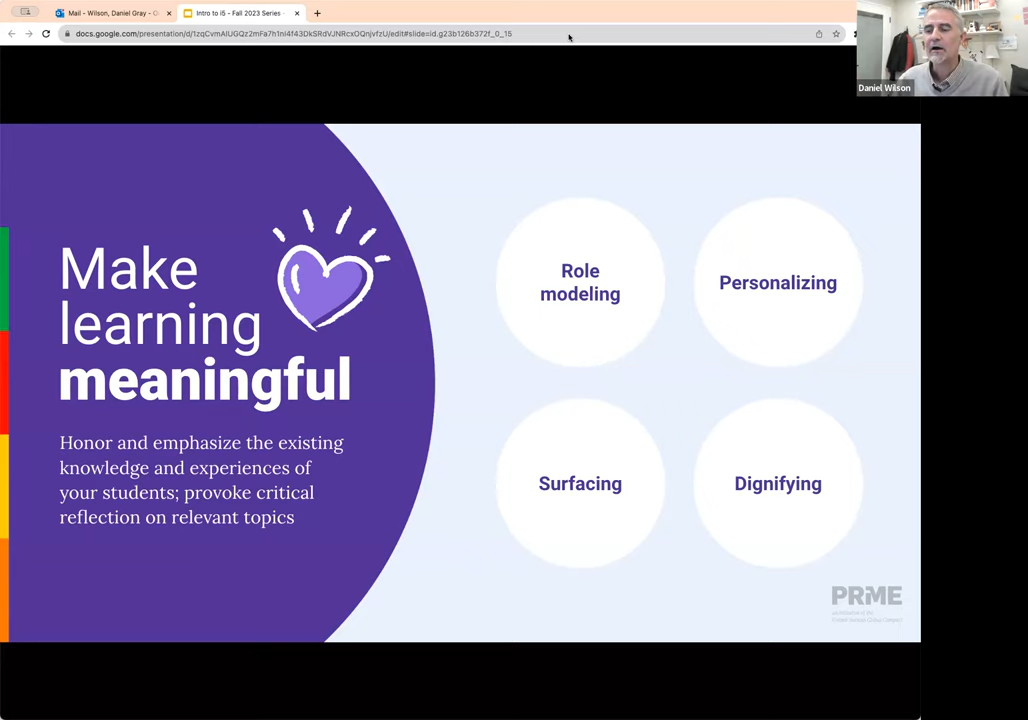 Mail - Wilson, Daniel Gray - O
Intro to i5 - Fall 2023 Series -
docs.google.com/presentation/d/1zqCvmAlUGQz2mFa7h1nl4f43DkSRdVJNRcxOQnjvfzU/edit#slide=id.g23b126b372f_0_15
Daniel Wilson
Make
learning
meaningful
Honor and emphasize the existing
knowledge and experiences of
your students; provoke critical
reflection on relevant topics
Role
modeling
Personalizing
Surfacing
Dignifying
PRiME